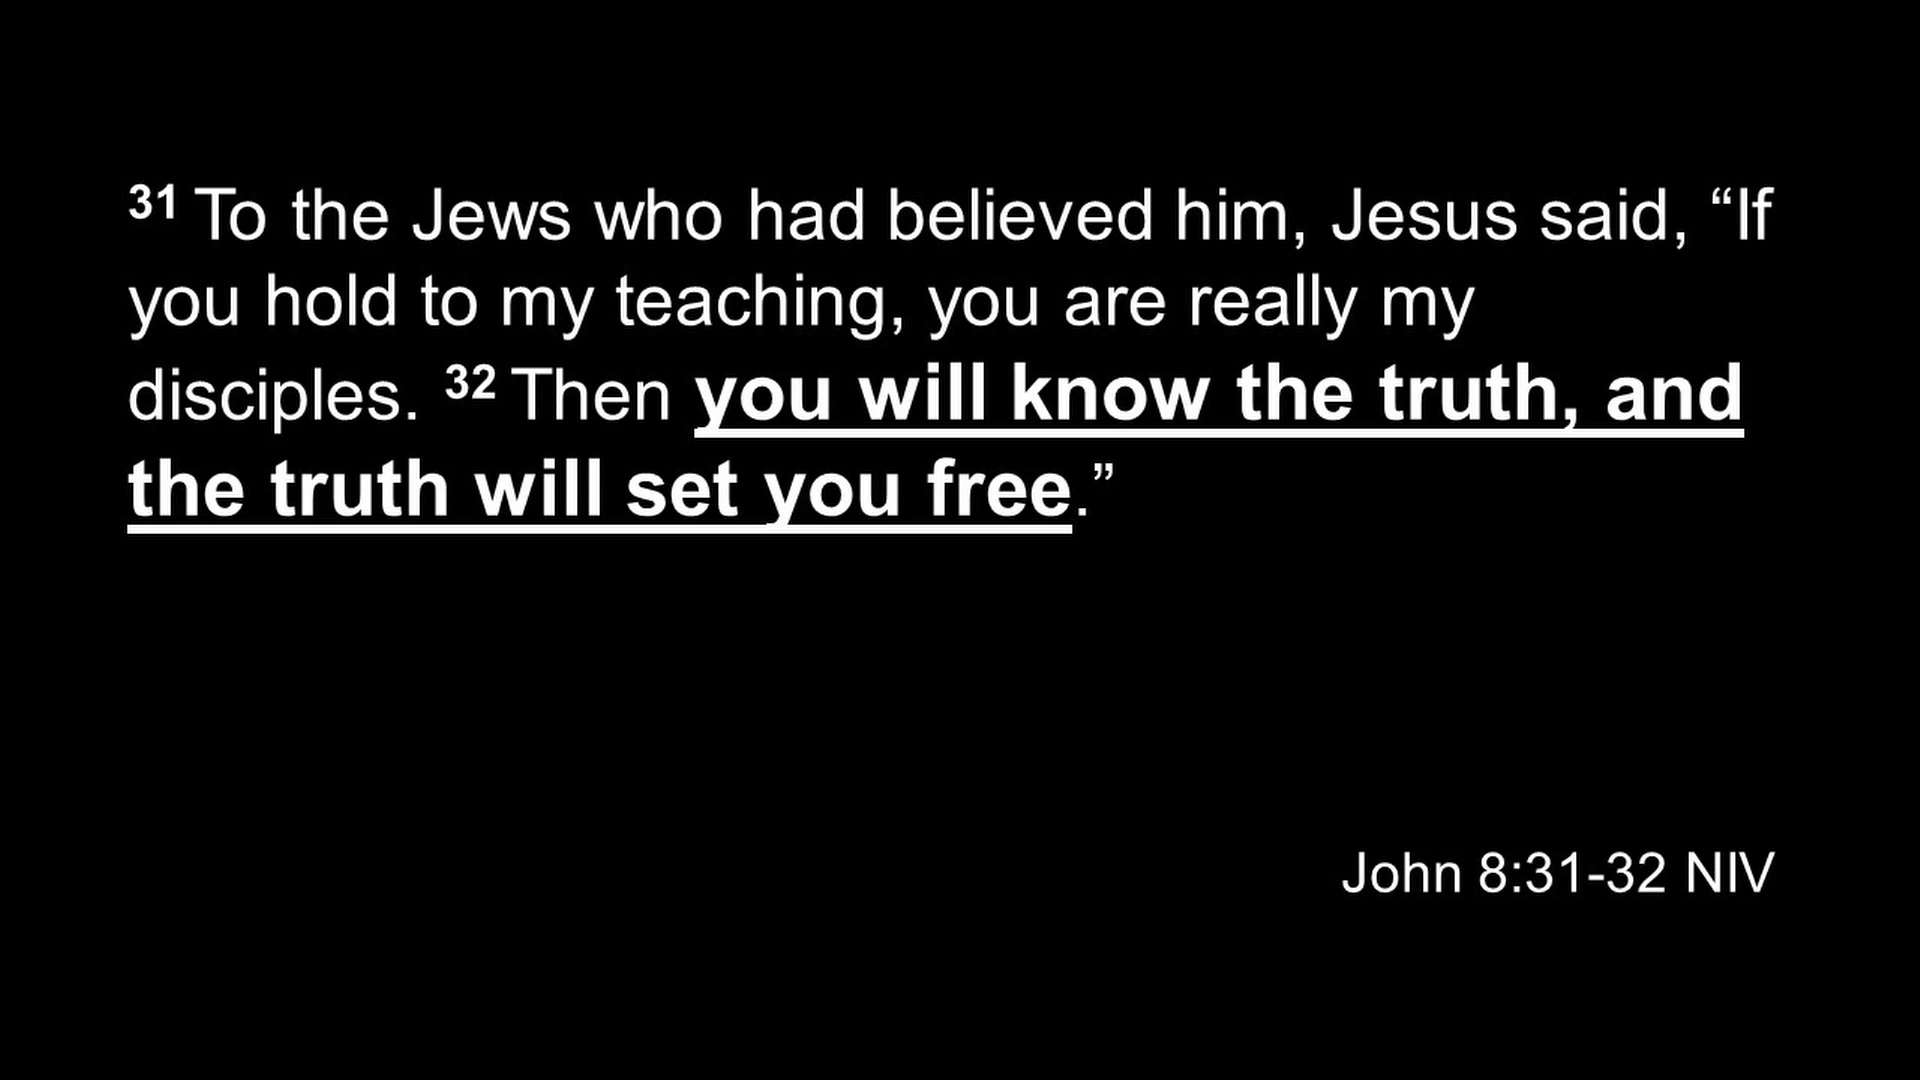 31 To the Jews who had believed him, Jesus said, “If
you hold to my teaching, you are really my
disciples. 32 Then you will know the truth, and
the truth will set you free.”
John 8:31-32 NIV